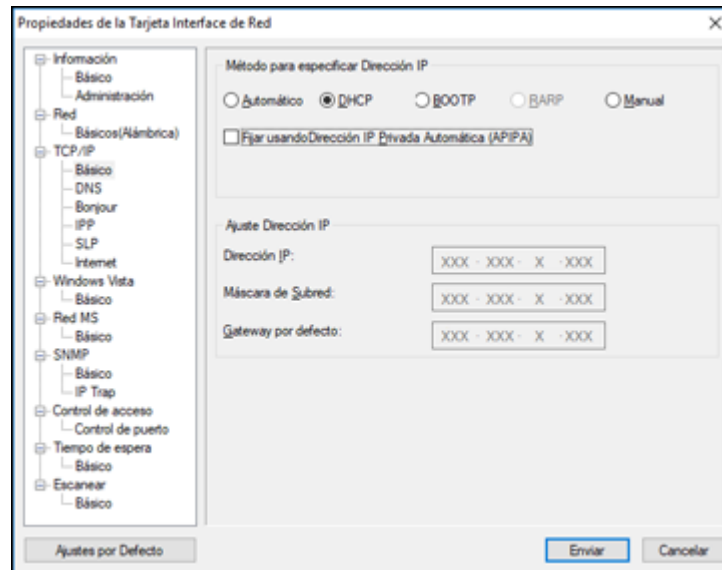 Propiedades de la Tarjeta Interface de Red
Información
Básico
Administración
Red
Básicos(Alámbrica)
TCP/IP
Básico
DNS
Bonjour
IPP
SLP
Internet
Windows Vista
Básico
Red MS
Básico
SNMP
Básico
IP Trap
Control de acceso
Control de puerto
Tiempo de espera
Básico
Escanear
Básico
Ajustes por Defecto
Método para especificar Dirección IP
Automático DHCP BOOTP RARP Manual
Fijar usandoDirección IP Privada Automática (APIPA)
Ajuste Dirección IP
Dirección IP: XXX · XXX · X · XXX
Máscara de Subred: XXX · XXX · X · XXX
Gateway por defecto: XXX · XXX · X · XXX
Enviar Cancelar